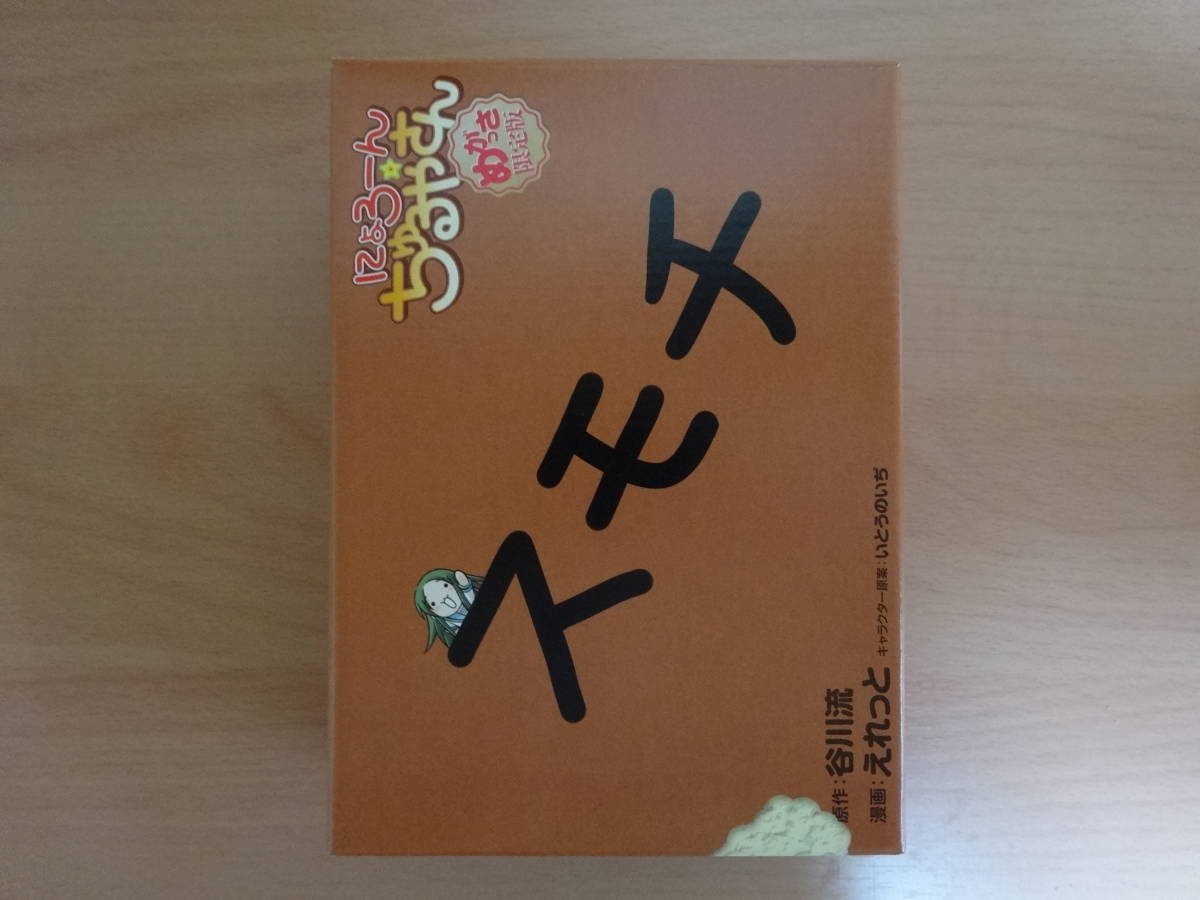 にょろーん
ちゅるやさん
めがっさ
限定版
スモチ
原作：谷川流
漫画：えれっと キャラクター原案：いとうのいぢ